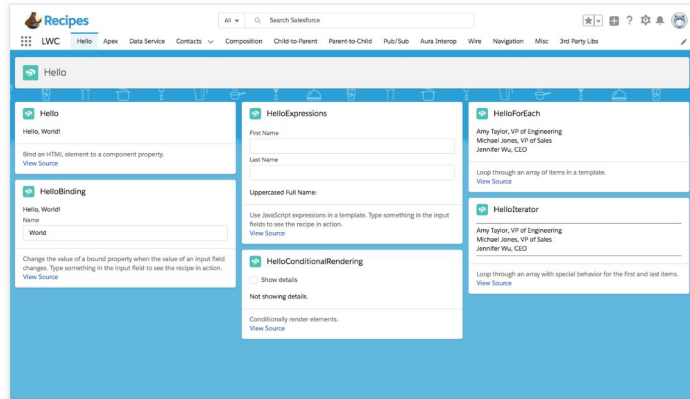 Recipes
All
Search Salesforce
LWC
Hello
Apex
Data Service
Contacts
Composition
Child-to-Parent
Parent-to-Child
Pub/Sub
Aura Interop
Wire
Navigation
Misc
3rd Party Libs
Hello
Hello
Hello, World!
Bind an HTML element to a component property.
View Source
HelloBinding
Hello, World!
Name
World
Change the value of a bound property when the value of an input field
changes. Type something in the input field to see the recipe in action.
View Source
HelloExpressions
First Name
Last Name
Uppercased Full Name:
Use JavaScript expressions in a template. Type something in the input
fields to see the recipe in action.
View Source
HelloConditionalRendering
Show details
Not showing details.
Conditionally render elements.
View Source
HelloForEach
Amy Taylor, VP of Engineering
Michael Jones, VP of Sales
Jennifer Wu, CEO
Loop through an array of items in a template.
View Source
HelloIterator
Amy Taylor, VP of Engineering
Michael Jones, VP of Sales
Jennifer Wu, CEO
Loop through an array with special behavior for the first and last items.
View Source